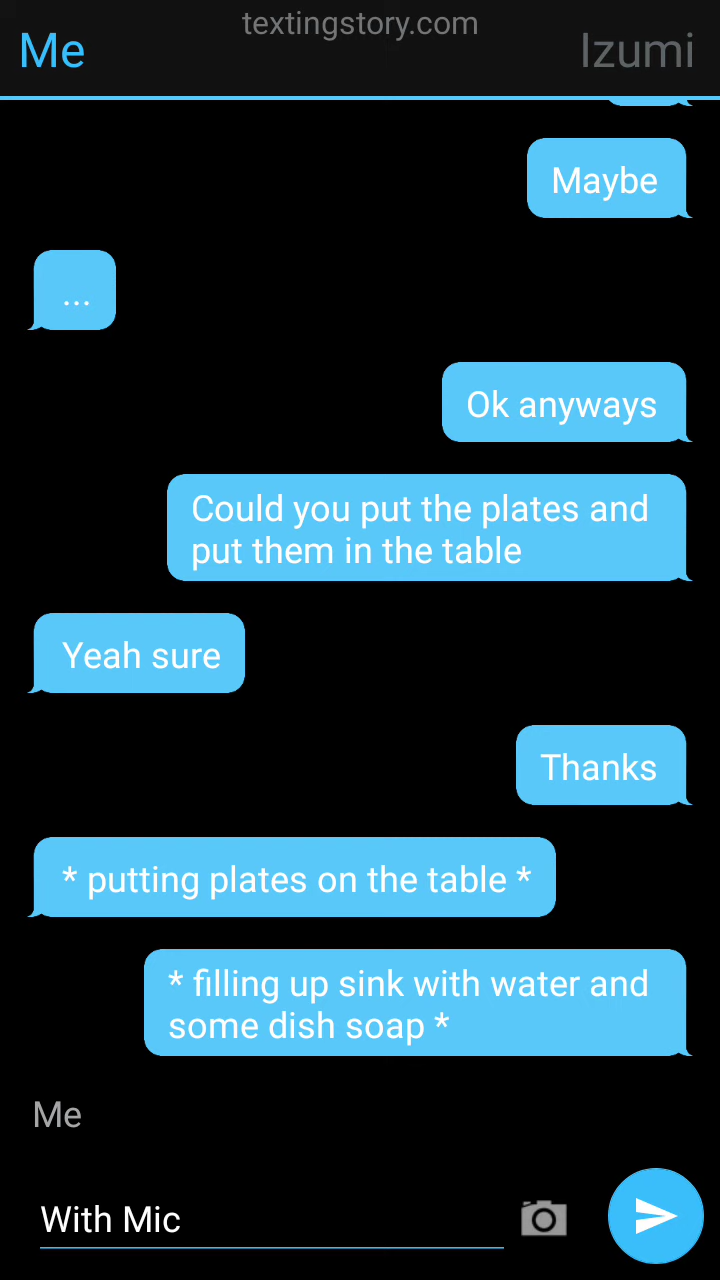 textingstory.com
Me
Izumi
Maybe
...
Ok anyways
Could you put the plates and
put them in the table
Yeah sure
Thanks
* putting plates on the table *
* filling up sink with water and
some dish soap *
Me
With Mic